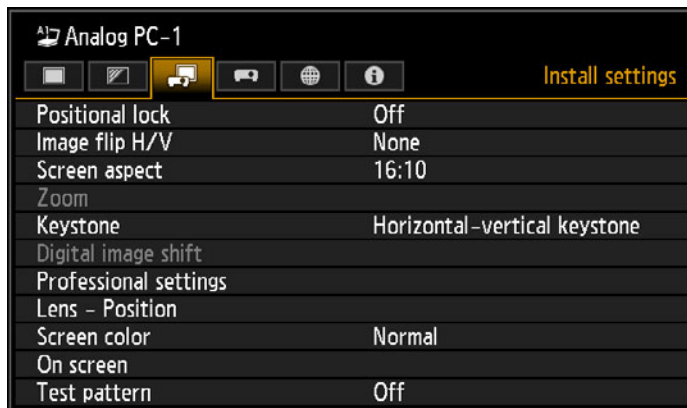 Analog PC-1
Install settings
Positional lock Off
Image flip H/V None
Screen aspect 16:10
Zoom
Keystone Horizontal-vertical keystone
Digital image shift
Professional settings
Lens - Position
Screen color Normal
On screen
Test pattern Off